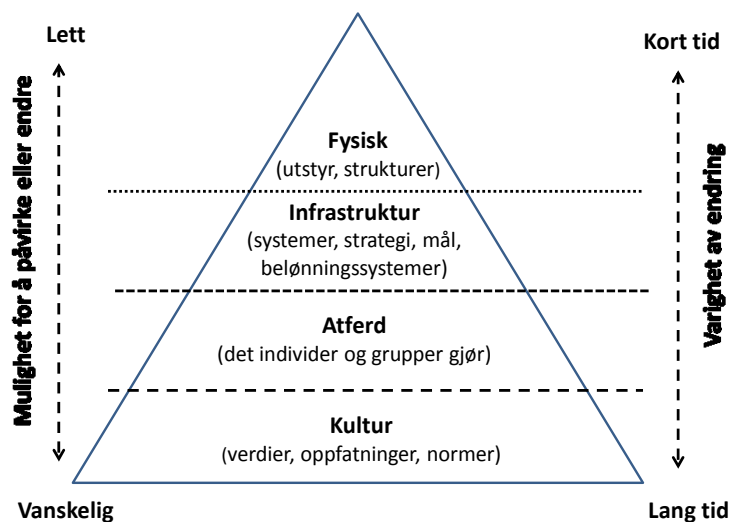 Lett
Kort tid
Mulighet for å påvirke eller endre
Varighet av endring
Fysisk
(utstyr, strukturer)
Infrastruktur
(systemer, strategi, mål,
belønningssystemer)
Atferd
(det individer og grupper gjør)
Kultur
(verdier, oppfatninger, normer)
Vanskelig
Lang tid